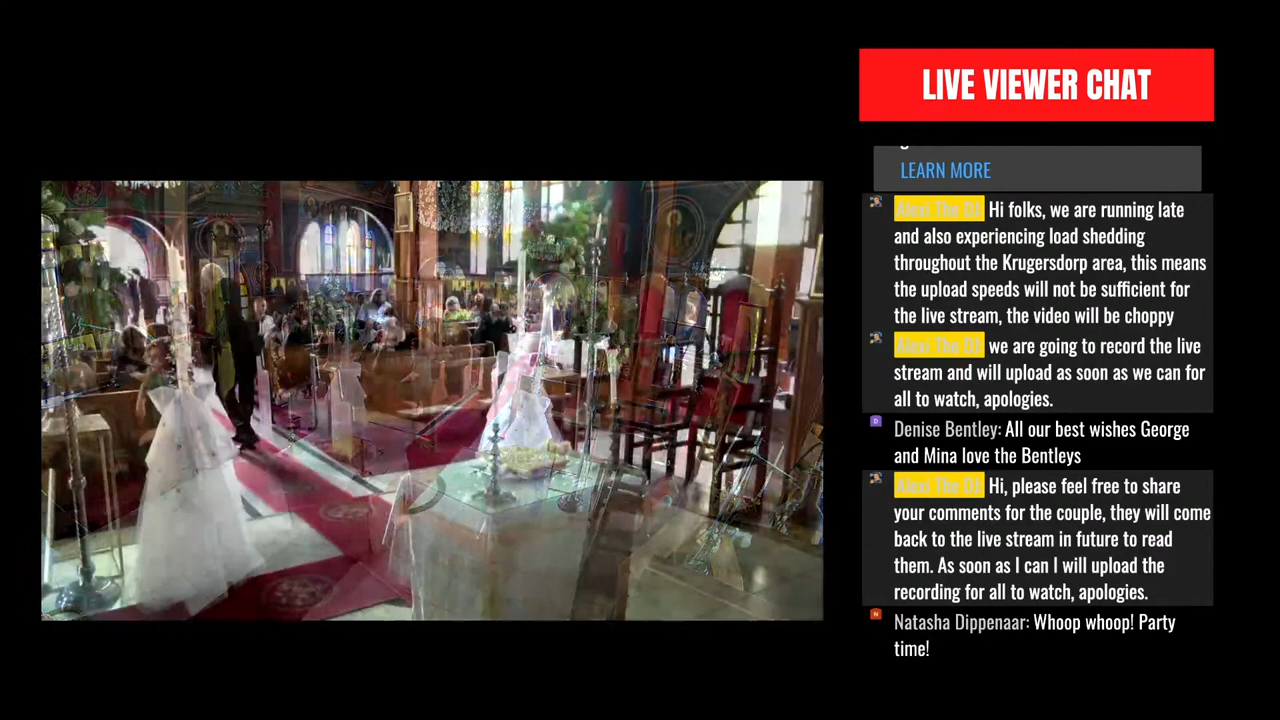 LIVE VIEWER CHAT
LEARN MORE
Alexi The DJ: Hi folks, we are running late
and also experiencing load shedding
throughout the Krugersdorp area, this means
the upload speeds will not be sufficient for
the live stream, the video will be choppy
Alexi The DJ: we are going to record the live
stream and will upload as soon as we can for
all to watch, apologies.
Denise Bentley: All our best wishes George
and Mina love the Bentleys
Alexi The DJ: Hi, please feel free to share
your comments for the couple, they will come
back to the live stream in future to read
them. As soon as I can I will upload the
recording for all to watch, apologies.
Natasha Dippenaar: Whoop whoop! Party
time!